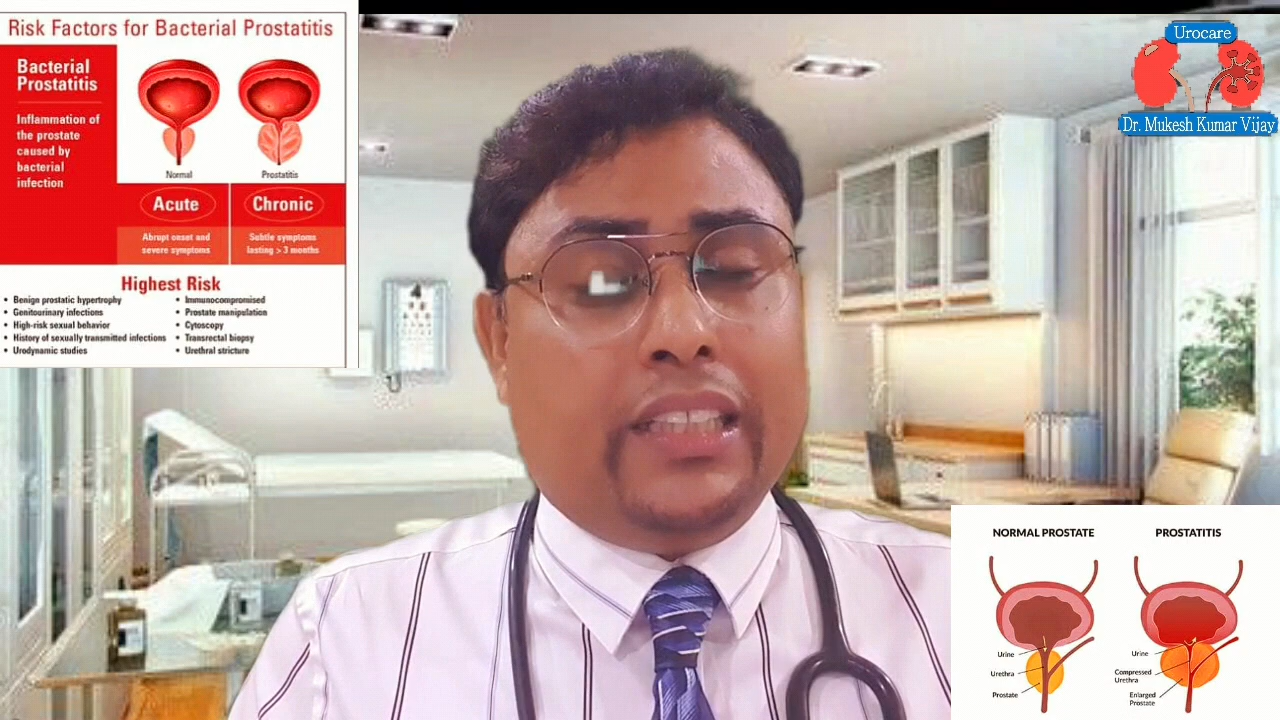 Risk Factors for Bacterial Prostatitis
Bacterial
Prostatitis
Inflammation of
the prostate
caused by
bacterial
infection
Normal
Prostatitis
Acute
Chronic
Abrupt onset and
severe symptoms
Subtle symptoms
lasting > 3 months
Highest Risk
• Benign prostatic hypertrophy
• Genitourinary infections
• High-risk sexual behavior
• History of sexually transmitted infections
• Urodynamic studies
• Immunocompromised
• Prostate manipulation
• Cytoscopy
• Transrectal biopsy
• Urethral stricture
Urocare
Dr. Mukesh Kumar Vijay
NORMAL PROSTATE
PROSTATITIS
Urine
Urethra
Prostate
Urine
Compressed
Urethra
Enlarged
Prostate